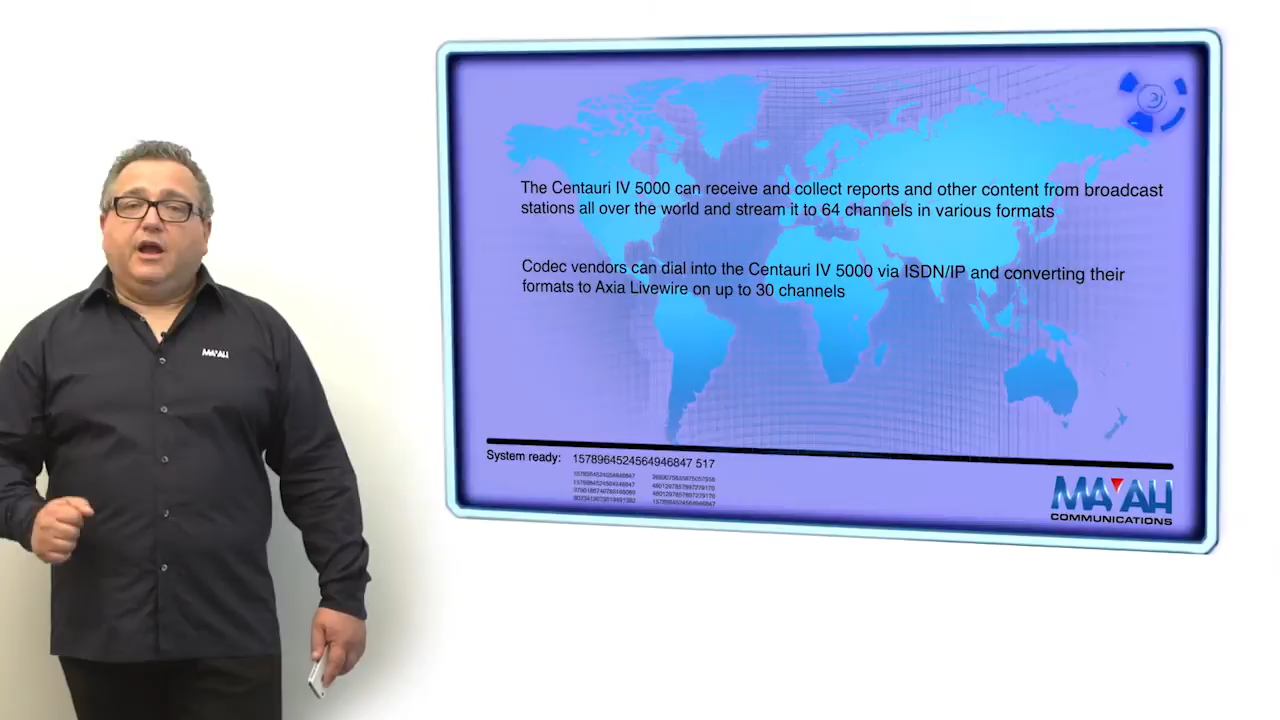 The Centauri IV 5000 can receive and collect reports and other content from broadcast
stations all over the world and stream it to 64 channels in various formats
Codec vendors can dial into the Centauri IV 5000 via ISDN/IP and converting their
formats to Axia Livewire on up to 30 channels
MAYAH
System ready: 1578964524564946847 517
MAYAH
COMMUNICATIONS